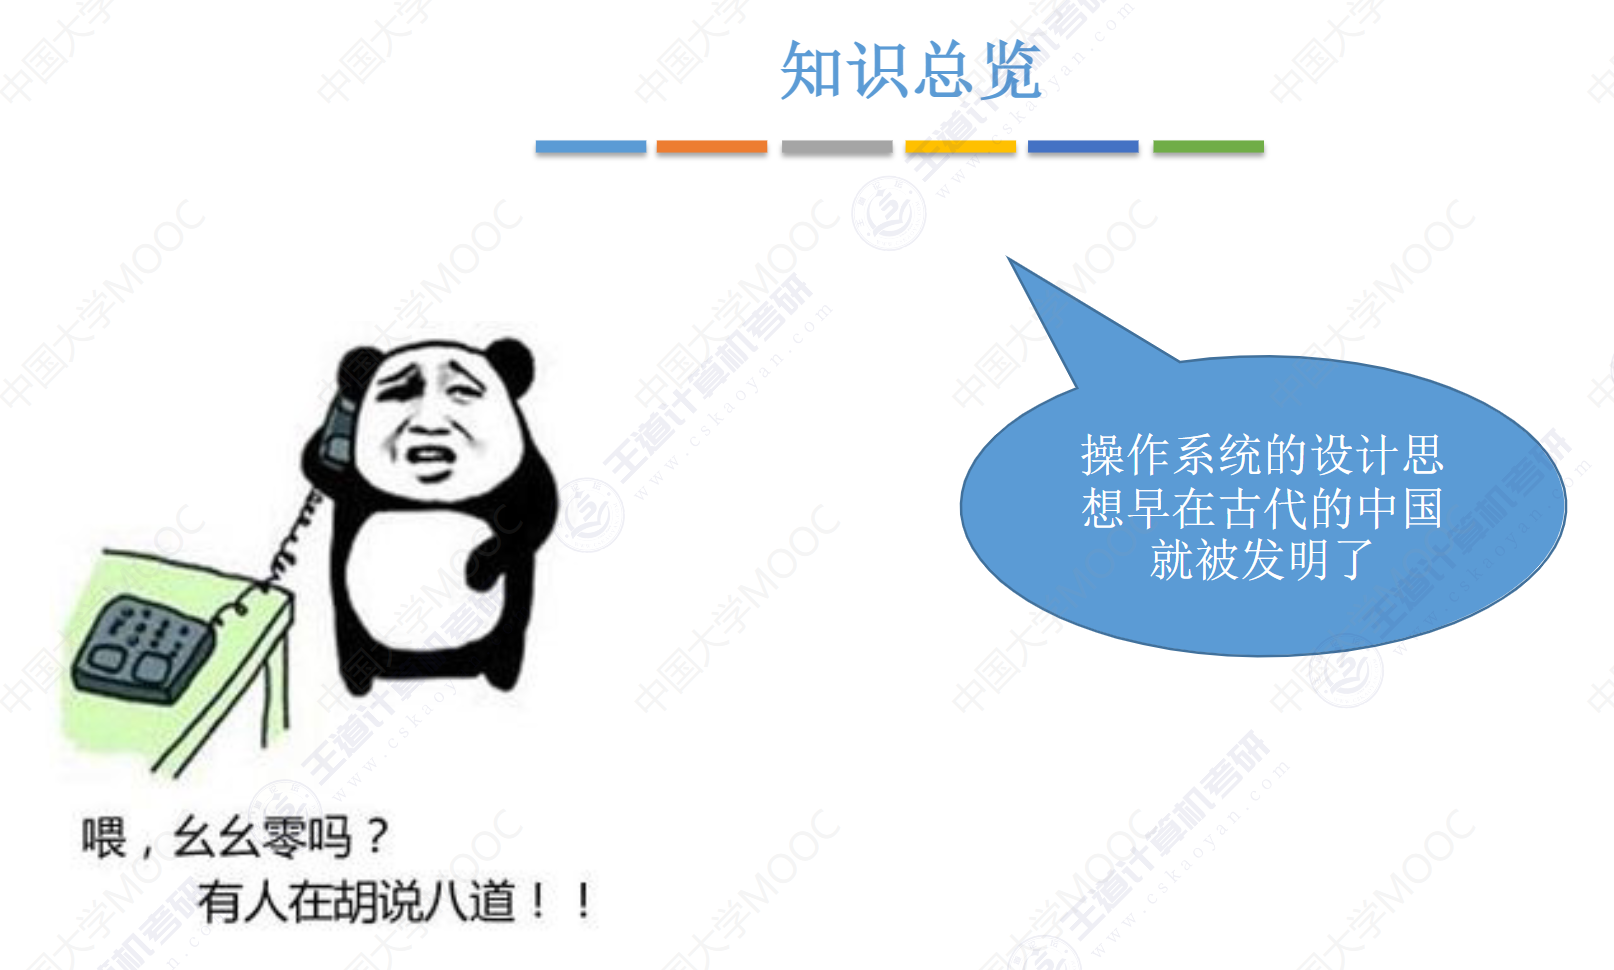 知识总览
操作系统的设计思
想早在古代的中国
就被发明了
喂，幺幺零吗？
有人在胡说八道！！
中国大学MOOC
王道计算机考研
www.cskaoyan.com